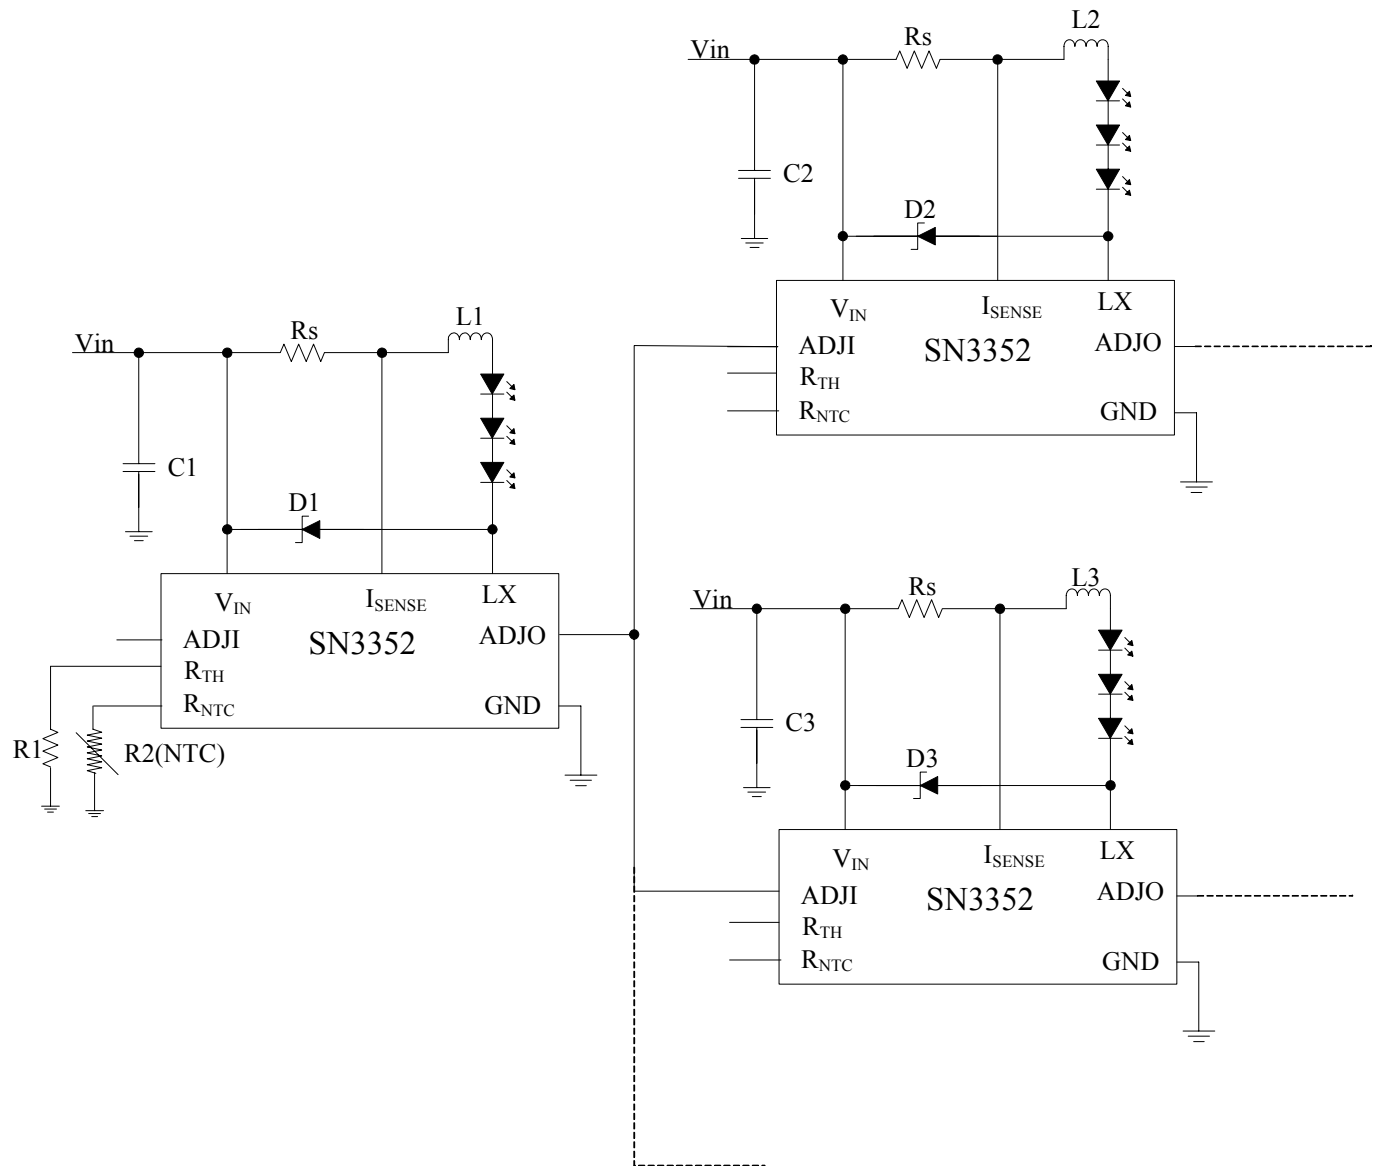 L2
Vin
Rs
C2
D2
VIN
ISENSE
LX
ADJI
SN3352
ADJO
RTH
RNTC
GND
L1
Vin
Rs
C1
D1
VIN
ISENSE
LX
ADJI
SN3352
ADJO
RTH
RNTC
GND
R1
R2(NTC)
L3
Vin
Rs
C3
D3
VIN
ISENSE
LX
ADJI
SN3352
ADJO
RTH
RNTC
GND